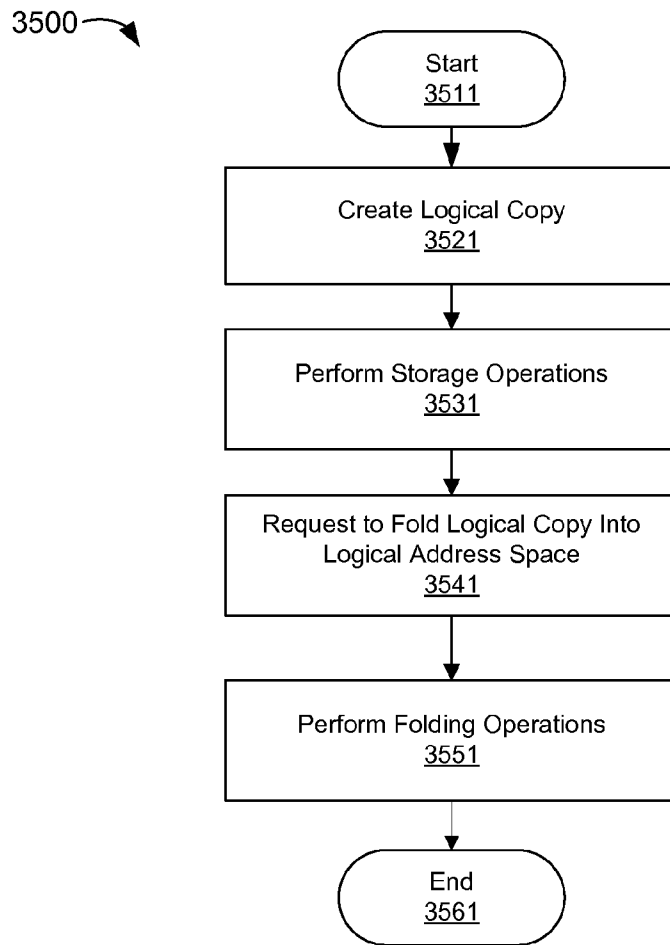 3500
Start
3511
Create Logical Copy
3521
Perform Storage Operations
3531
Request to Fold Logical Copy Into
Logical Address Space
3541
Perform Folding Operations
3551
End
3561